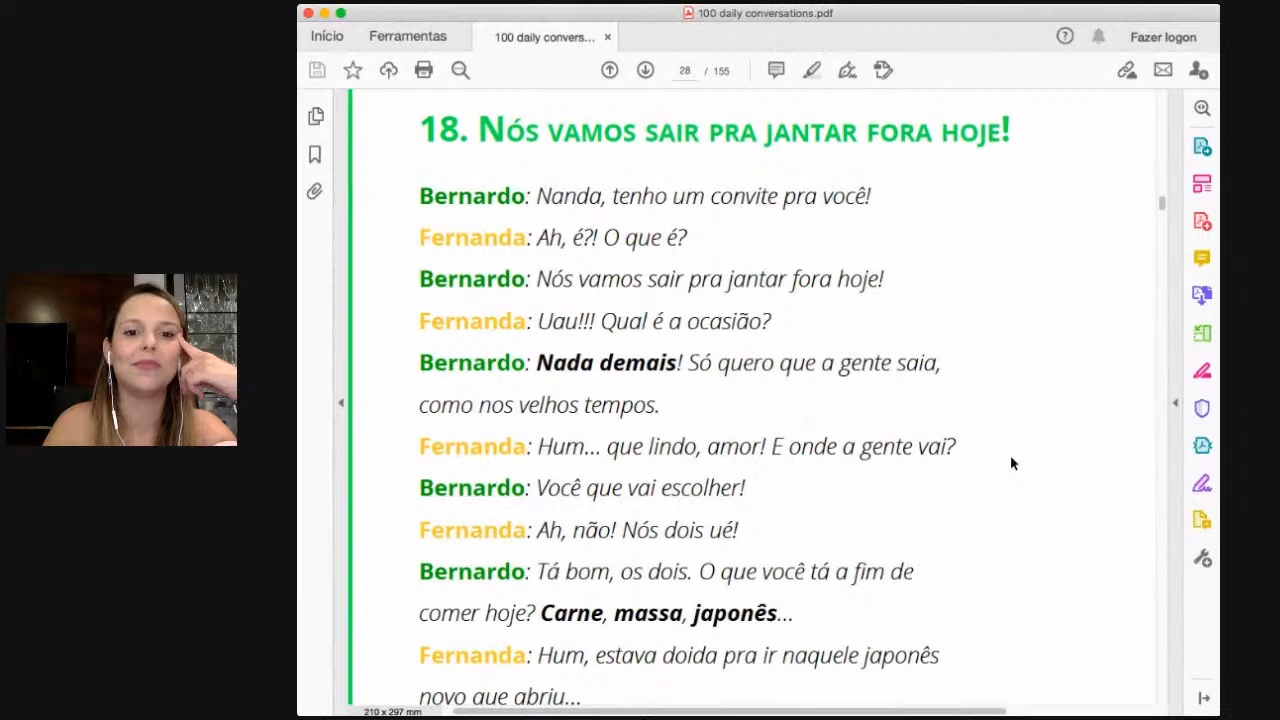 100 daily conversations.pdf
Início Ferramentas 100 daily convers... × Fazer logon
28 / 155
18. Nós vamos sair pra jantar fora hoje!
Bernardo: Nanda, tenho um convite pra você!
Fernanda: Ah, é?! O que é?
Bernardo: Nós vamos sair pra jantar fora hoje!
Fernanda: Uau!!! Qual é a ocasião?
Bernardo: Nada demais! Só quero que a gente saia,
como nos velhos tempos.
Fernanda: Hum... que lindo, amor! E onde a gente vai?
Bernardo: Você que vai escolher!
Fernanda: Ah, não! Nós dois ué!
Bernardo: Tá bom, os dois. O que você tá a fim de
comer hoje? Carne, massa, japonês...
Fernanda: Hum, estava doida pra ir naquele japonês
novo que abriu...
210 x 297 mm